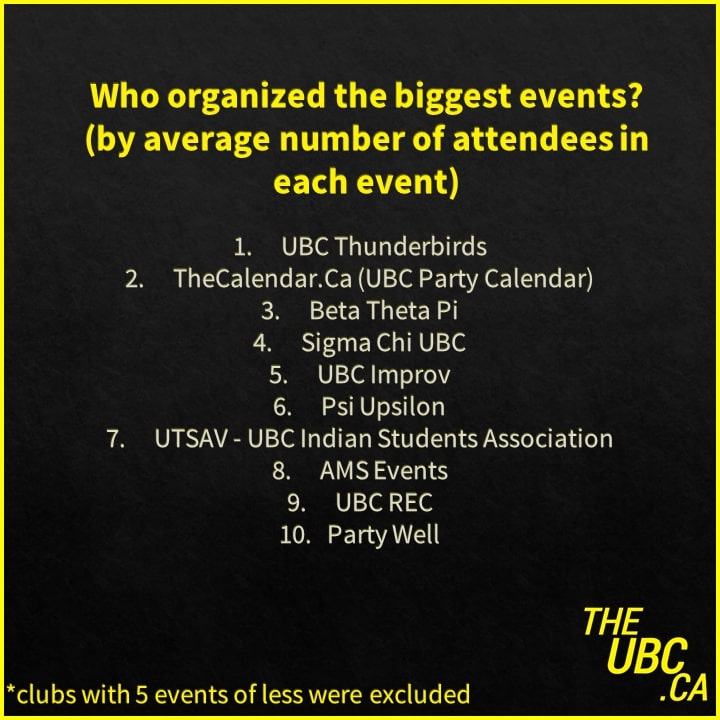 Who organized the biggest events?
(by average number of attendees in
each event)
1. UBC Thunderbirds
2. TheCalendar.Ca (UBC Party Calendar)
3. Beta Theta Pi
4. Sigma Chi UBC
5. UBC Improv
6. Psi Upsilon
7. UTSAV - UBC Indian Students Association
8. AMS Events
9. UBC REC
10. Party Well
THE
UBC
.CA
*clubs with 5 events of less were excluded